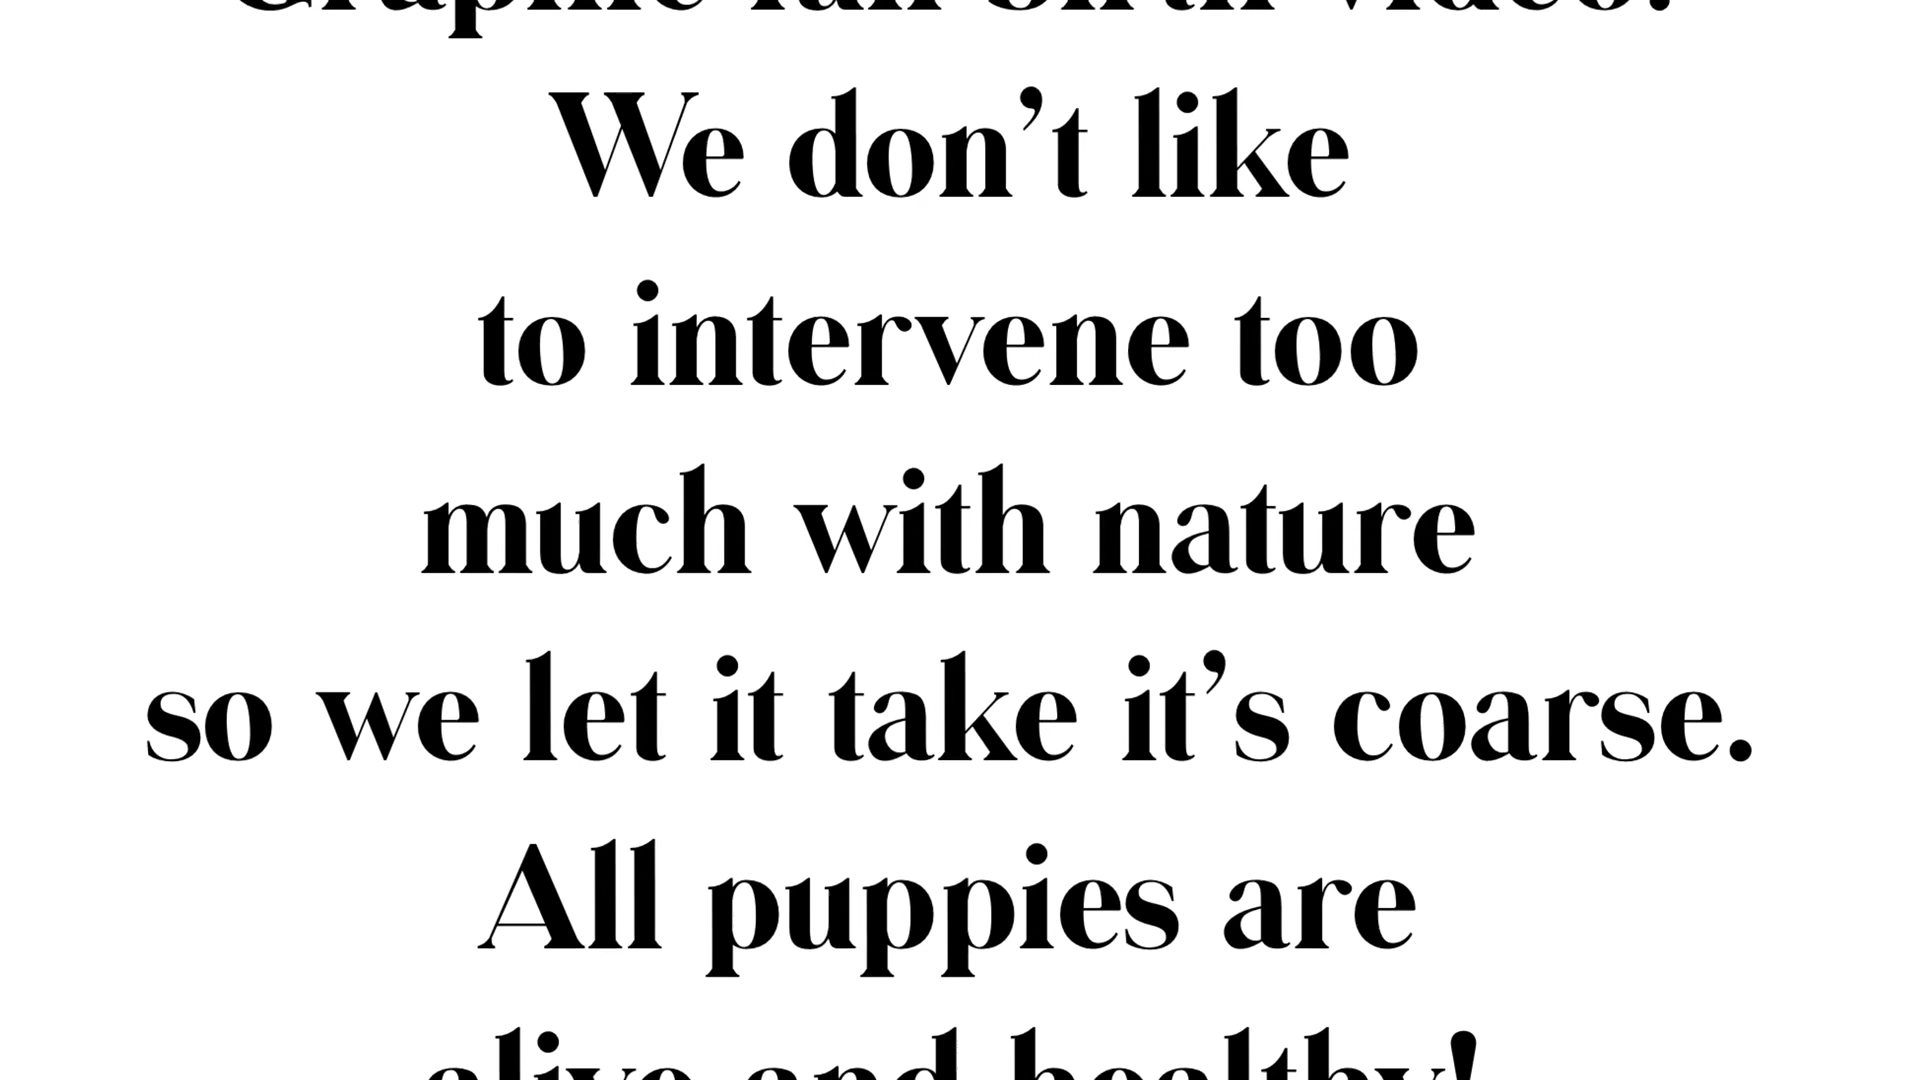 Graphic full birth video!
We don’t like
to intervene too
much with nature
so we let it take it’s coarse.
All puppies are
alive and healthy!